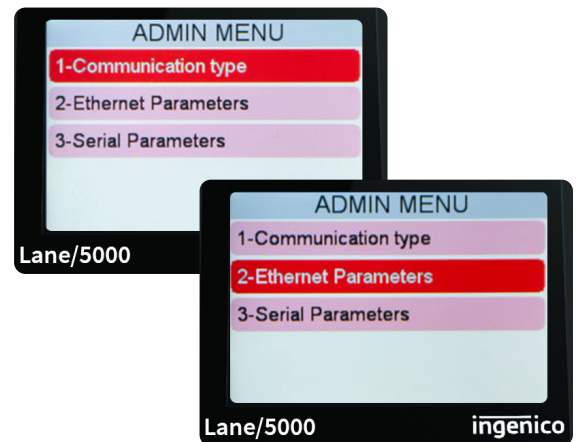 ADMIN MENU
1-Communication type
2-Ethernet Parameters
3-Serial Parameters
Lane/5000
ADMIN MENU
1-Communication type
2-Ethernet Parameters
3-Serial Parameters
Lane/5000
ingenico